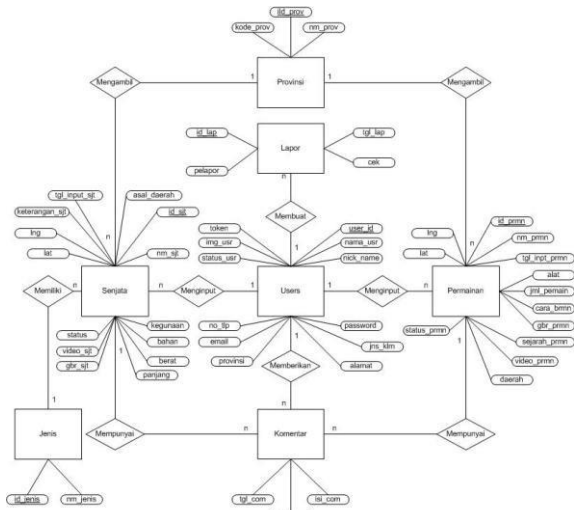 iId_prov
kode_prov
nm_prov
Mengambil
1
1
Mengambil
Provinsi
id_lap
tgl_lap
Lapor
pelapor
cek
n
tgl_input_sjt
asal_daerah
keterangan_sjt
id_sjt
lng
lat
n
nm_sjt
Membuat
token
user_id
img_usr
nama_usr
status_usr
1
nick_name
lng
id_prmn
nm_prmn
lat
tgl_inpt_prmn
n
alat
jml_pemain
cara_brmn
gbr_prmn
status_prmn
sejarah_prmn
video_prmn
daerah
Memiliki
n
Senjata
n
Menginput
1
Users
1
Menginput
n
Permainan
status
kegunaan
video_sjt
bahan
gbr_sjt
1
berat
panjang
no_tlp
password
email
jns_klm
provinsi
1
alamat
1
Memberikan
n
1
Jenis
Mempunyai
n
Komentar
n
Mempunyai
id_jenis
nm_jenis
tgl_com
isi_com